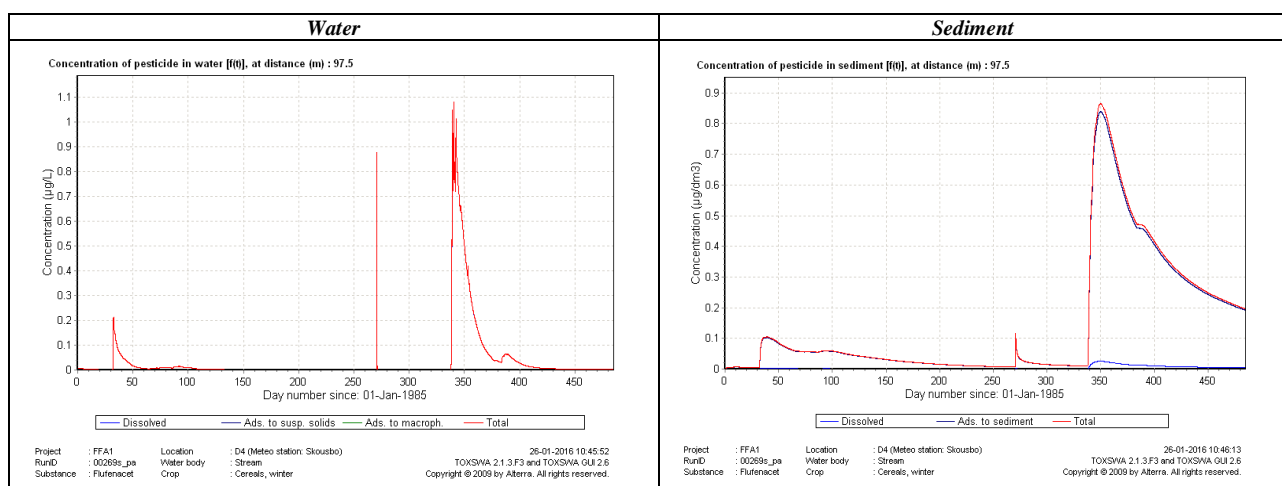 Water
Sediment
Concentration of pesticide in water [f(t)], at distance (m) : 97.5
1.1
1
0.9
0.8
0.7
0.6
0.5
0.4
0.3
0.2
0.1
0
Concentration (µg/L)
0 50 100 150 200 250 300 350 400 450
Day number since: 01-Jan-1985
Dissolved Ads. to susp. solids Ads. to macroph. Total
Project : FFA1 Location : D4 (Meteo station: Skousbo) 26-01-2016 10:45:52
RunID : 00269s_pa Water body : Stream TOXSWA 2.1.3.F3 and TOXSWA GUI 2.6
Substance : Flufenacet Crop : Cereals, winter Copyright © 2009 by Alterra. All rights reserved.
Concentration of pesticide in sediment [f(t)], at distance (m) : 97.5
0.9
0.8
0.7
0.6
0.5
0.4
0.3
0.2
0.1
0
Concentration (µg/dm3)
0 50 100 150 200 250 300 350 400 450
Day number since: 01-Jan-1985
Dissolved Ads. to sediment Total
Project : FFA1 Location : D4 (Meteo station: Skousbo) 26-01-2016 10:46:13
RunID : 00269s_pa Water body : Stream TOXSWA 2.1.3.F3 and TOXSWA GUI 2.6
Substance : Flufenacet Crop : Cereals, winter Copyright © 2009 by Alterra. All rights reserved.